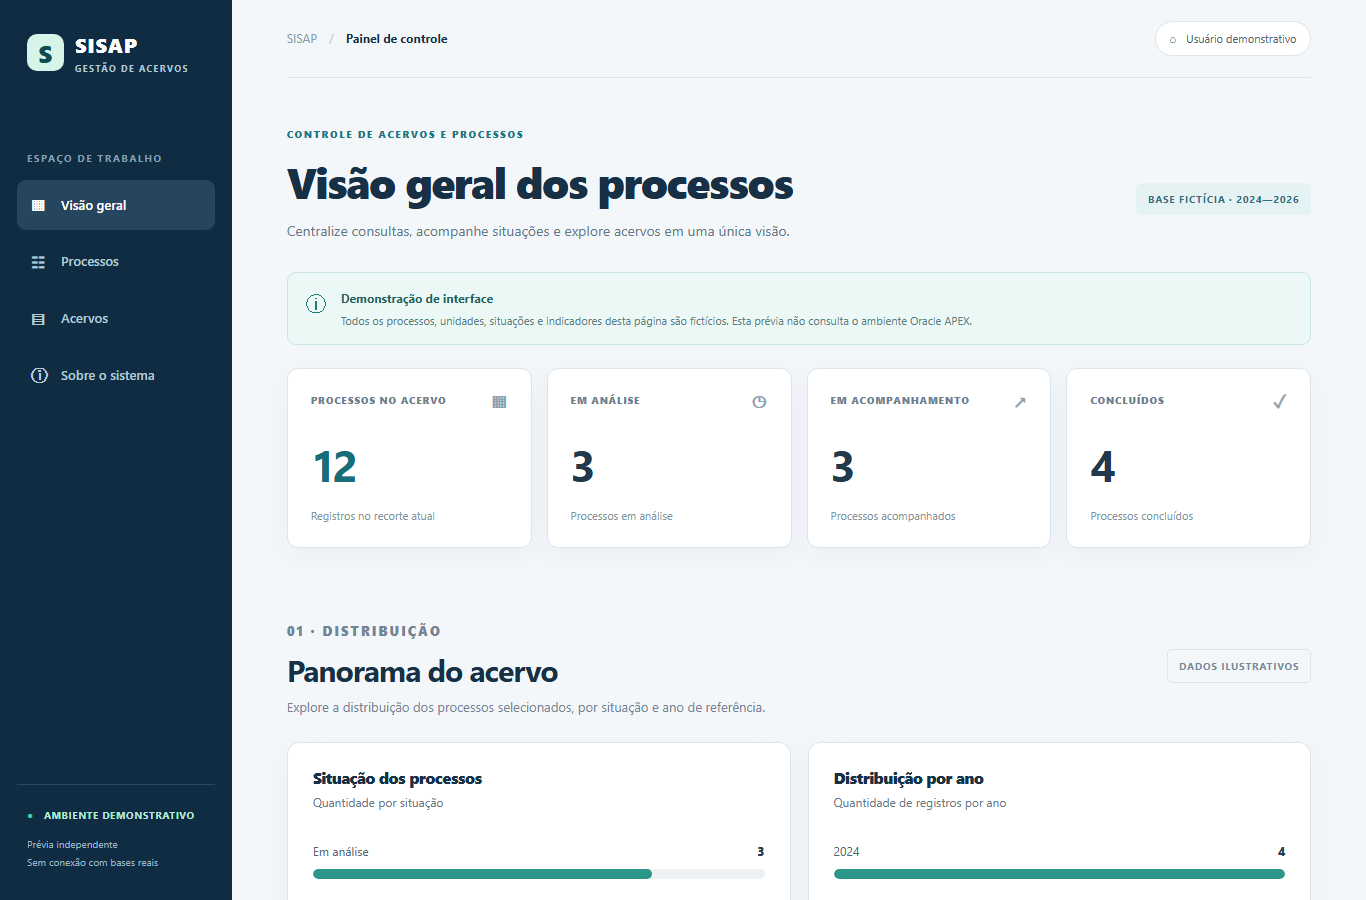 S
SISAP
GESTÃO DE ACERVOS
ESPAÇO DE TRABALHO
Visão geral
Processos
Acervos
Sobre o sistema
AMBIENTE DEMONSTRATIVO
Prévia independente
Sem conexão com bases reais
SISAP / Painel de controle
Usuário demonstrativo
CONTROLE DE ACERVOS E PROCESSOS
Visão geral dos processos
Centralize consultas, acompanhe situações e explore acervos em uma única visão.
BASE FICTÍCIA · 2024—2026
Demonstração de interface
Todos os processos, unidades, situações e indicadores desta página são fictícios. Esta prévia não consulta o ambiente Oracle APEX.
PROCESSOS NO ACERVO
12
Registros no recorte atual
EM ANÁLISE
3
Processos em análise
EM ACOMPANHAMENTO
3
Processos acompanhados
CONCLUÍDOS
4
Processos concluídos
01 · DISTRIBUIÇÃO
Panorama do acervo
Explore a distribuição dos processos selecionados, por situação e ano de referência.
DADOS ILUSTRATIVOS
Situação dos processos
Quantidade por situação
Em análise 3
Distribuição por ano
Quantidade de registros por ano
2024 4